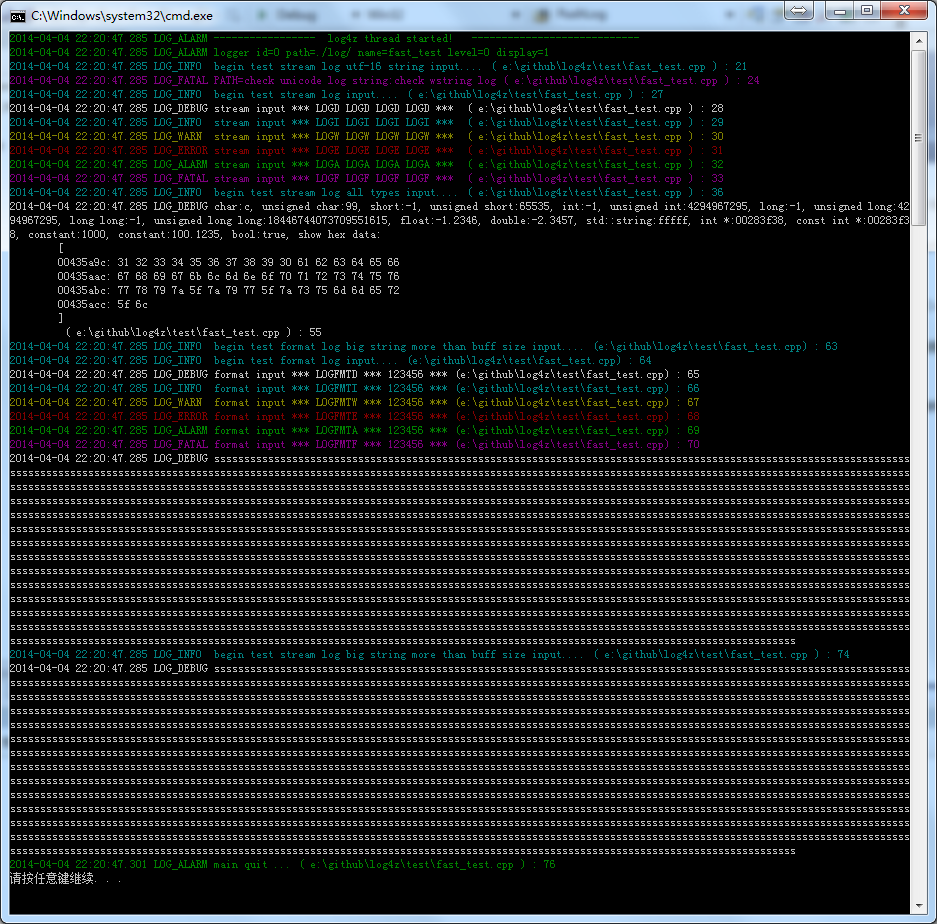 C:\Windows\system32\cmd.exe
2014-04-04 22:20:47.285 LOG_ALARM -----------------  log4z thread started!   ----------------------------
2014-04-04 22:20:47.285 LOG_ALARM logger id=0 path=./log/ name=fast_test level=0 display=1
2014-04-04 22:20:47.285 LOG_INFO  begin test stream log utf-16 string input.... ( e:\github\log4z\test\fast_test.cpp ) : 21
2014-04-04 22:20:47.285 LOG_FATAL PATH=check unicode log string:check wstring log ( e:\github\log4z\test\fast_test.cpp ) : 24
2014-04-04 22:20:47.285 LOG_INFO  begin test stream log input.... ( e:\github\log4z\test\fast_test.cpp ) : 27
2014-04-04 22:20:47.285 LOG_DEBUG stream input *** LOGD LOGD LOGD LOGD ***  ( e:\github\log4z\test\fast_test.cpp ) : 28
2014-04-04 22:20:47.285 LOG_INFO  stream input *** LOGI LOGI LOGI LOGI ***  ( e:\github\log4z\test\fast_test.cpp ) : 29
2014-04-04 22:20:47.285 LOG_WARN  stream input *** LOGW LOGW LOGW LOGW ***  ( e:\github\log4z\test\fast_test.cpp ) : 30
2014-04-04 22:20:47.285 LOG_ERROR stream input *** LOGE LOGE LOGE LOGE ***  ( e:\github\log4z\test\fast_test.cpp ) : 31
2014-04-04 22:20:47.285 LOG_ALARM stream input *** LOGA LOGA LOGA LOGA ***  ( e:\github\log4z\test\fast_test.cpp ) : 32
2014-04-04 22:20:47.285 LOG_FATAL stream input *** LOGF LOGF LOGF LOGF ***  ( e:\github\log4z\test\fast_test.cpp ) : 33
2014-04-04 22:20:47.285 LOG_INFO  begin test stream log all types input.... ( e:\github\log4z\test\fast_test.cpp ) : 36
2014-04-04 22:20:47.285 LOG_DEBUG char:c, unsigned char:99, short:-1, unsigned short:65535, int:-1, unsigned int:4294967295, long:-1, unsigned long:42
94967295, long long:-1, unsigned long long:18446744073709551615, float:-1.2346, double:-2.3457, std::string:fffff, int *:00283f38, const int *:00283f3
8, constant:1000, constant:100.1235, bool:true, show hex data:
[
00435a9c: 31 32 33 34 35 36 37 38 39 30 61 62 63 64 65 66
00435aac: 67 68 69 67 6b 6c 6d 6e 6f 70 71 72 73 74 75 76
00435abc: 77 78 79 7a 5f 7a 79 77 5f 7a 73 75 6d 6d 65 72
00435acc: 5f 6c
]
( e:\github\log4z\test\fast_test.cpp ) : 55
2014-04-04 22:20:47.285 LOG_INFO  begin test format log big string more than buff size input.... (e:\github\log4z\test\fast_test.cpp) : 63
2014-04-04 22:20:47.285 LOG_INFO  begin test format log input.... (e:\github\log4z\test\fast_test.cpp) : 64
2014-04-04 22:20:47.285 LOG_DEBUG format input *** LOGFMTD *** 123456 *** (e:\github\log4z\test\fast_test.cpp) : 65
2014-04-04 22:20:47.285 LOG_INFO  format input *** LOGFMTI *** 123456 *** (e:\github\log4z\test\fast_test.cpp) : 66
2014-04-04 22:20:47.285 LOG_WARN  format input *** LOGFMTW *** 123456 *** (e:\github\log4z\test\fast_test.cpp) : 67
2014-04-04 22:20:47.285 LOG_ERROR format input *** LOGFMTE *** 123456 *** (e:\github\log4z\test\fast_test.cpp) : 68
2014-04-04 22:20:47.285 LOG_ALARM format input *** LOGFMTA *** 123456 *** (e:\github\log4z\test\fast_test.cpp) : 69
2014-04-04 22:20:47.285 LOG_FATAL format input *** LOGFMTF *** 123456 *** (e:\github\log4z\test\fast_test.cpp) : 70
2014-04-04 22:20:47.285 LOG_DEBUG
2014-04-04 22:20:47.285 LOG_INFO  begin test stream log big string more than buff size input.... ( e:\github\log4z\test\fast_test.cpp ) : 74
2014-04-04 22:20:47.285 LOG_DEBUG
2014-04-04 22:20:47.301 LOG_ALARM main quit ... ( e:\github\log4z\test\fast_test.cpp ) : 76
请按任意键继续. . .